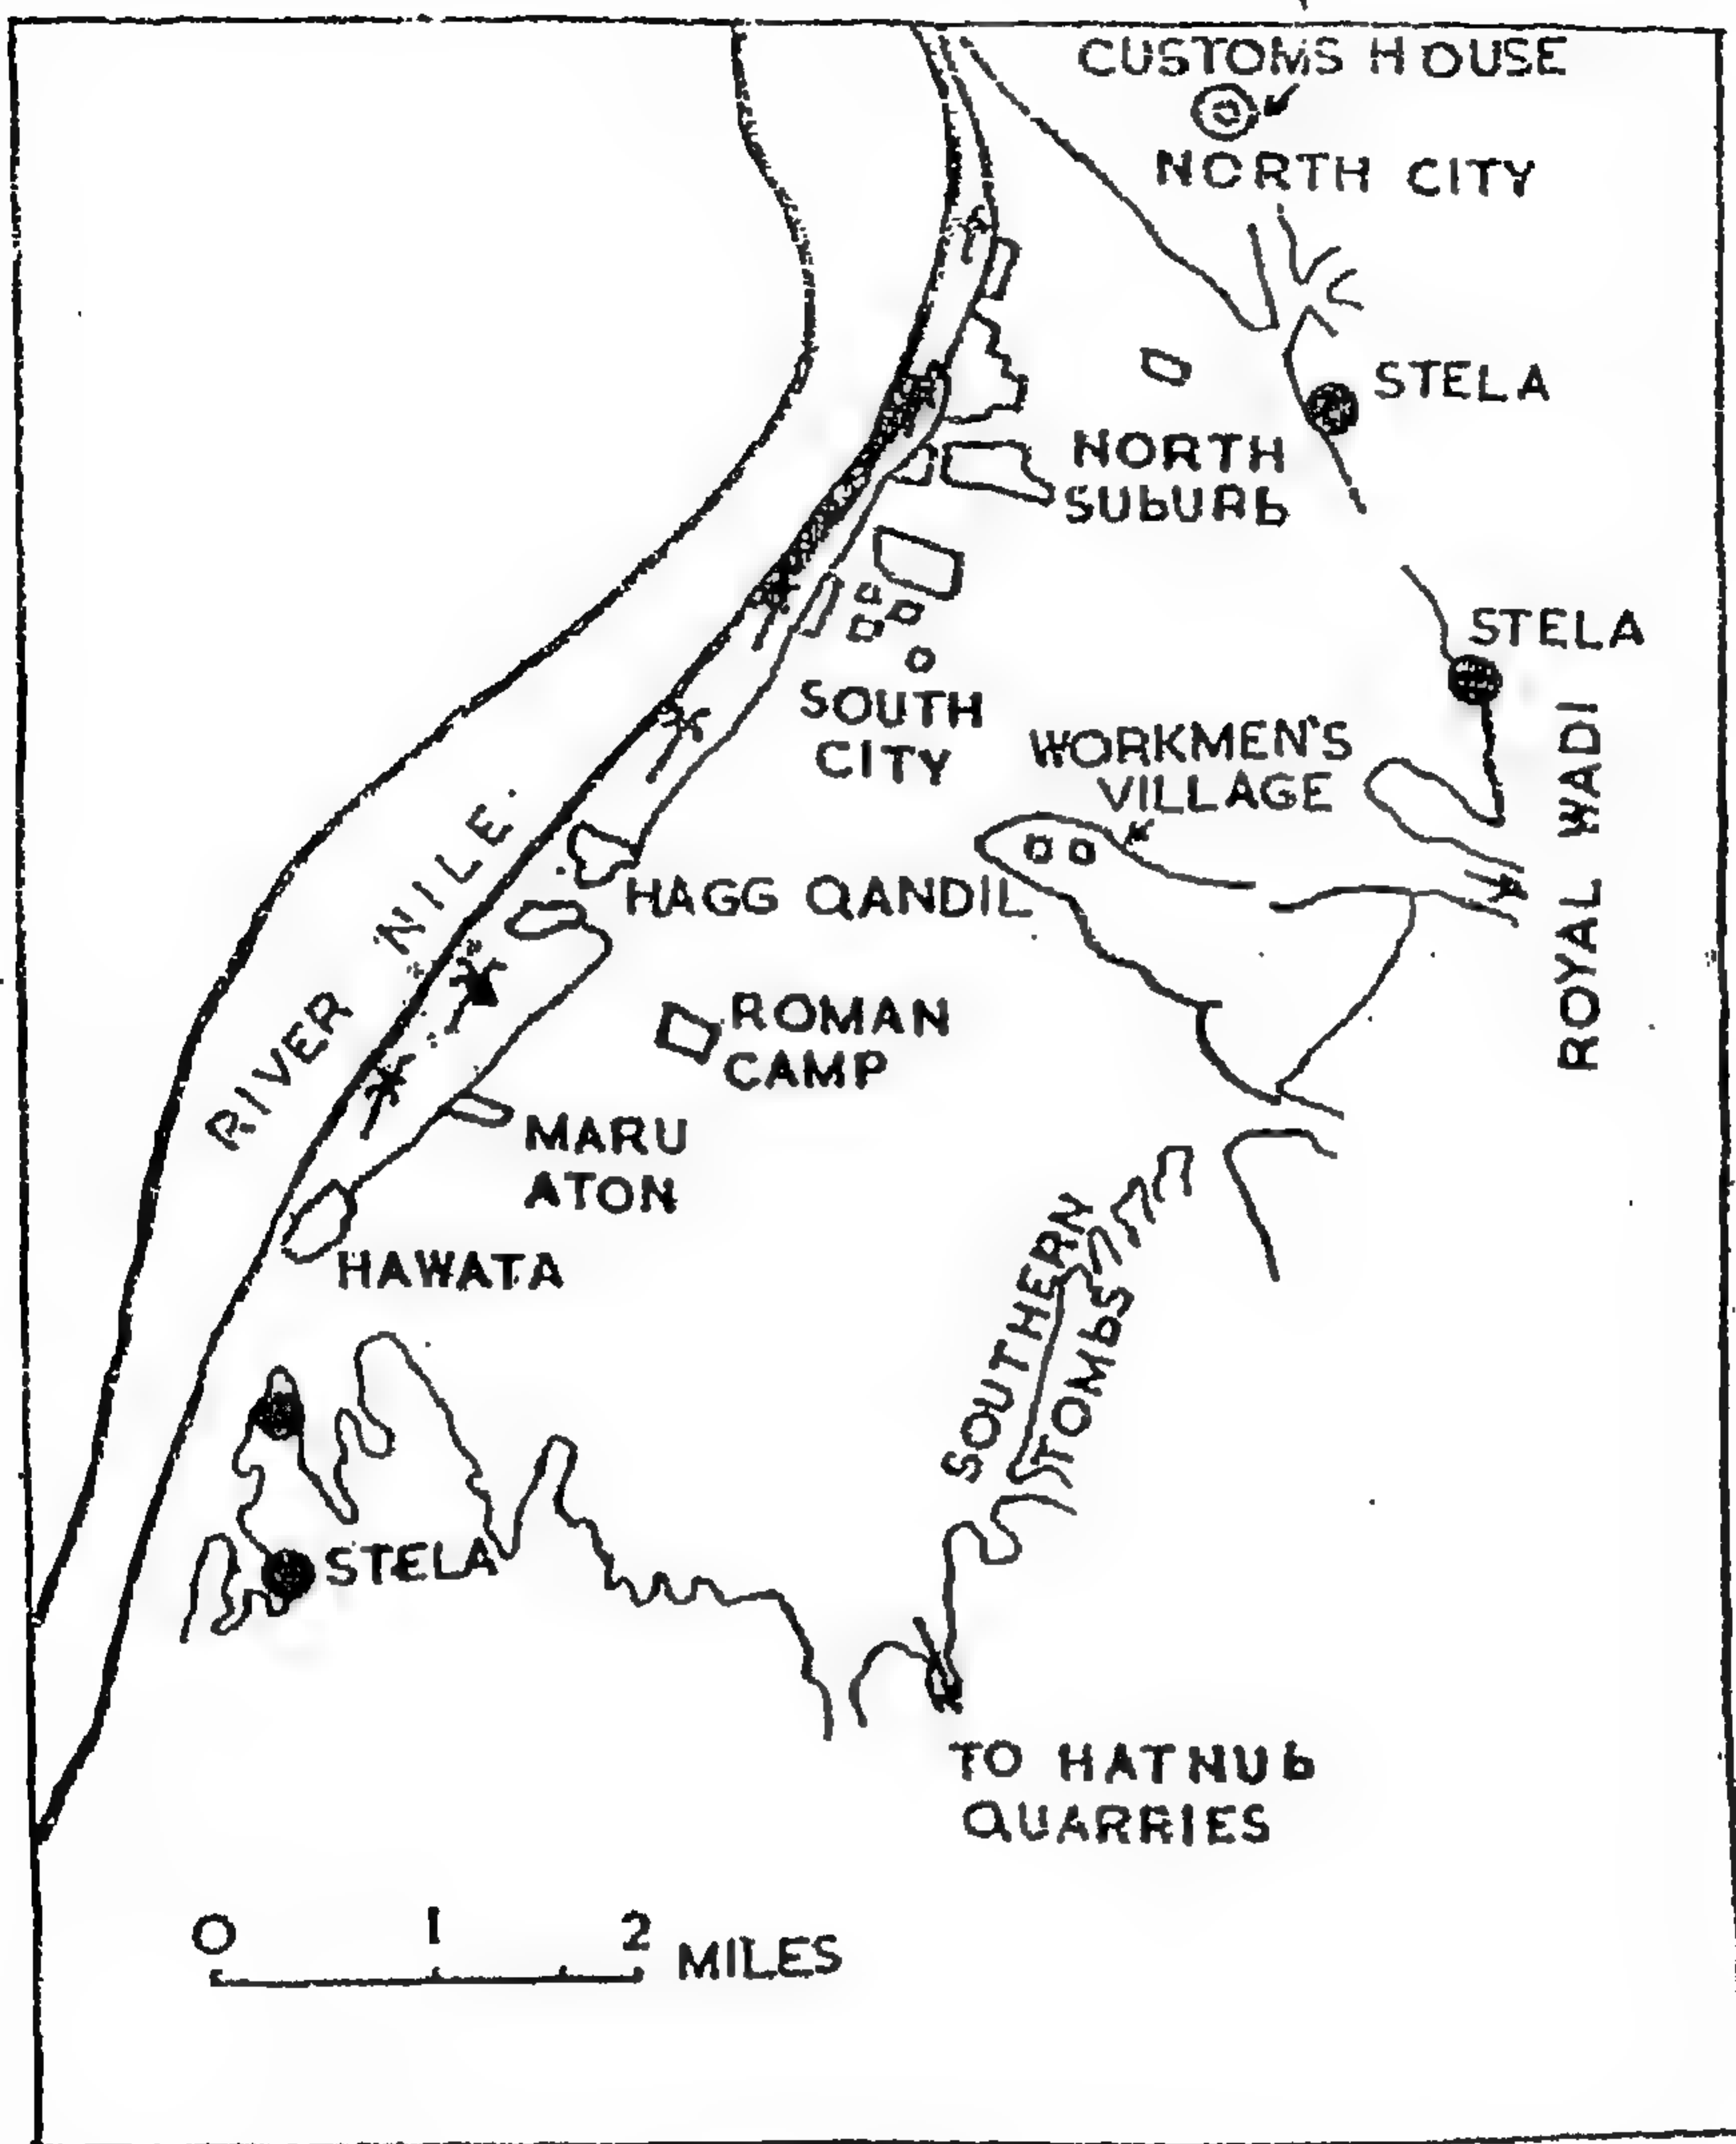 CUSTOMS HOUSE
NORTH CITY
STELA
NORTH
SUBURB
STELA
SOUTH
CITY
WORKMEN'S
VILLAGE
ROYAL WADI
RIVER NILE.
HAGG QANDIL
ROMAN
CAMP
MARU
ATON
HAWATA
SOUTHERN
TOMBS
STELA
TO HATNUB
QUARRIES
0 1 2 MILES